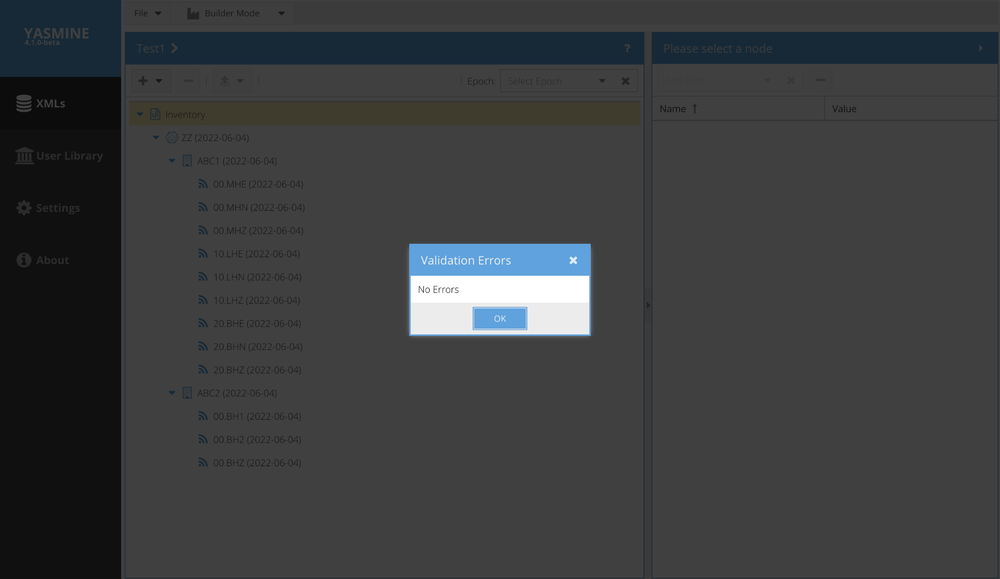 YASMINE
4.1.0-beta
XMLs
User Library
Settings
About
File
Builder Mode
Test1
?
Epoch:
Select Epoch
Inventory
ZZ (2022-06-04)
ABC1 (2022-06-04)
00.MHE (2022-06-04)
00.MHN (2022-06-04)
00.MHZ (2022-06-04)
10.LHE (2022-06-04)
10.LHN (2022-06-04)
10.LHZ (2022-06-04)
20.BHE (2022-06-04)
20.BHN (2022-06-04)
20.BHZ (2022-06-04)
ABC2 (2022-06-04)
00.BH1 (2022-06-04)
00.BH2 (2022-06-04)
00.BHZ (2022-06-04)
Please select a node
Add Field
Name
Value
Validation Errors
No Errors
OK